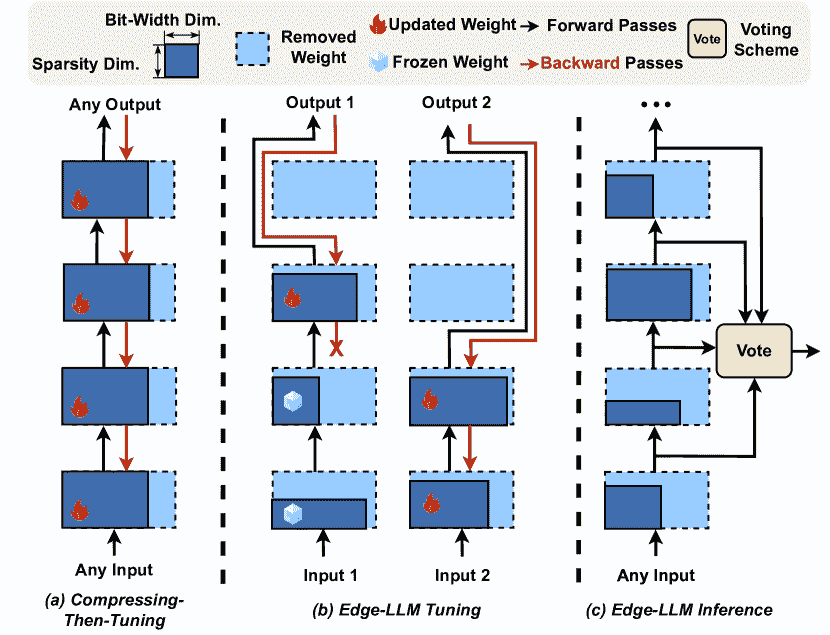 Bit-Width Dim.
Sparsity Dim.
Removed
Weight
Updated Weight
Forward Passes
Frozen Weight
Backward Passes
Vote
Voting
Scheme
Any Output
Output 1
Output 2
...
X
Vote
Any Input
Input 1
Input 2
Any Input
(a) Compressing-
Then-Tuning
(b) Edge-LLM Tuning
(c) Edge-LLM Inference